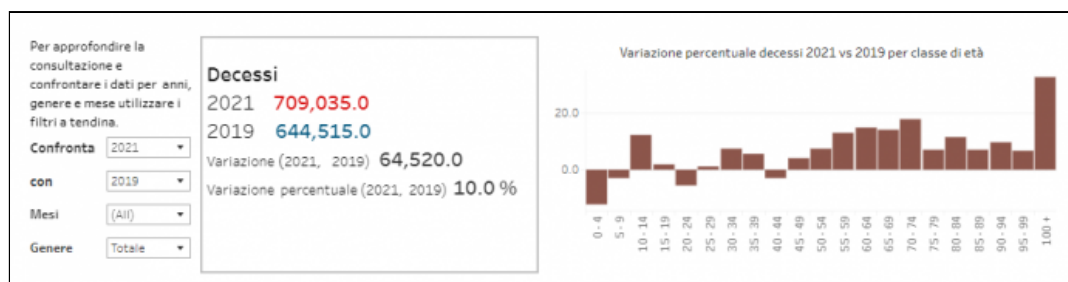 Per approfondire la
consultazione e
confrontare i dati per anni,
genere e mese utilizzare i
filtri a tendina.
Confronta 2021
con 2019
Mesi (All)
Genere Totale
Decessi
2021 709,035.0
2019 644,515.0
Variazione (2021, 2019) 64,520.0
Variazione percentuale (2021, 2019) 10.0 %
Variazione percentuale decessi 2021 vs 2019 per classe di età
20.0
0.0
0 - 4
5 - 9
10 - 14
15 - 19
20 - 24
25 - 29
30 - 34
35 - 39
40 - 44
45 - 49
50 - 54
55 - 59
60 - 64
65 - 69
70 - 74
75 - 79
80 - 84
85 - 89
90 - 94
95 - 99
100 +